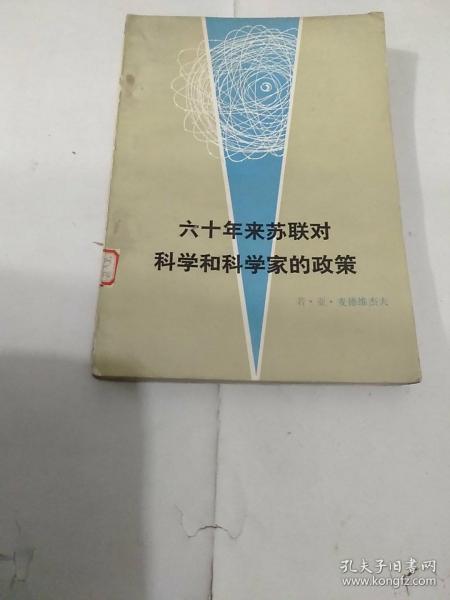 六十年来苏联对
科学和科学家的政策
若·亚·麦德维杰夫
孔夫子旧书网
www.kongfz.com